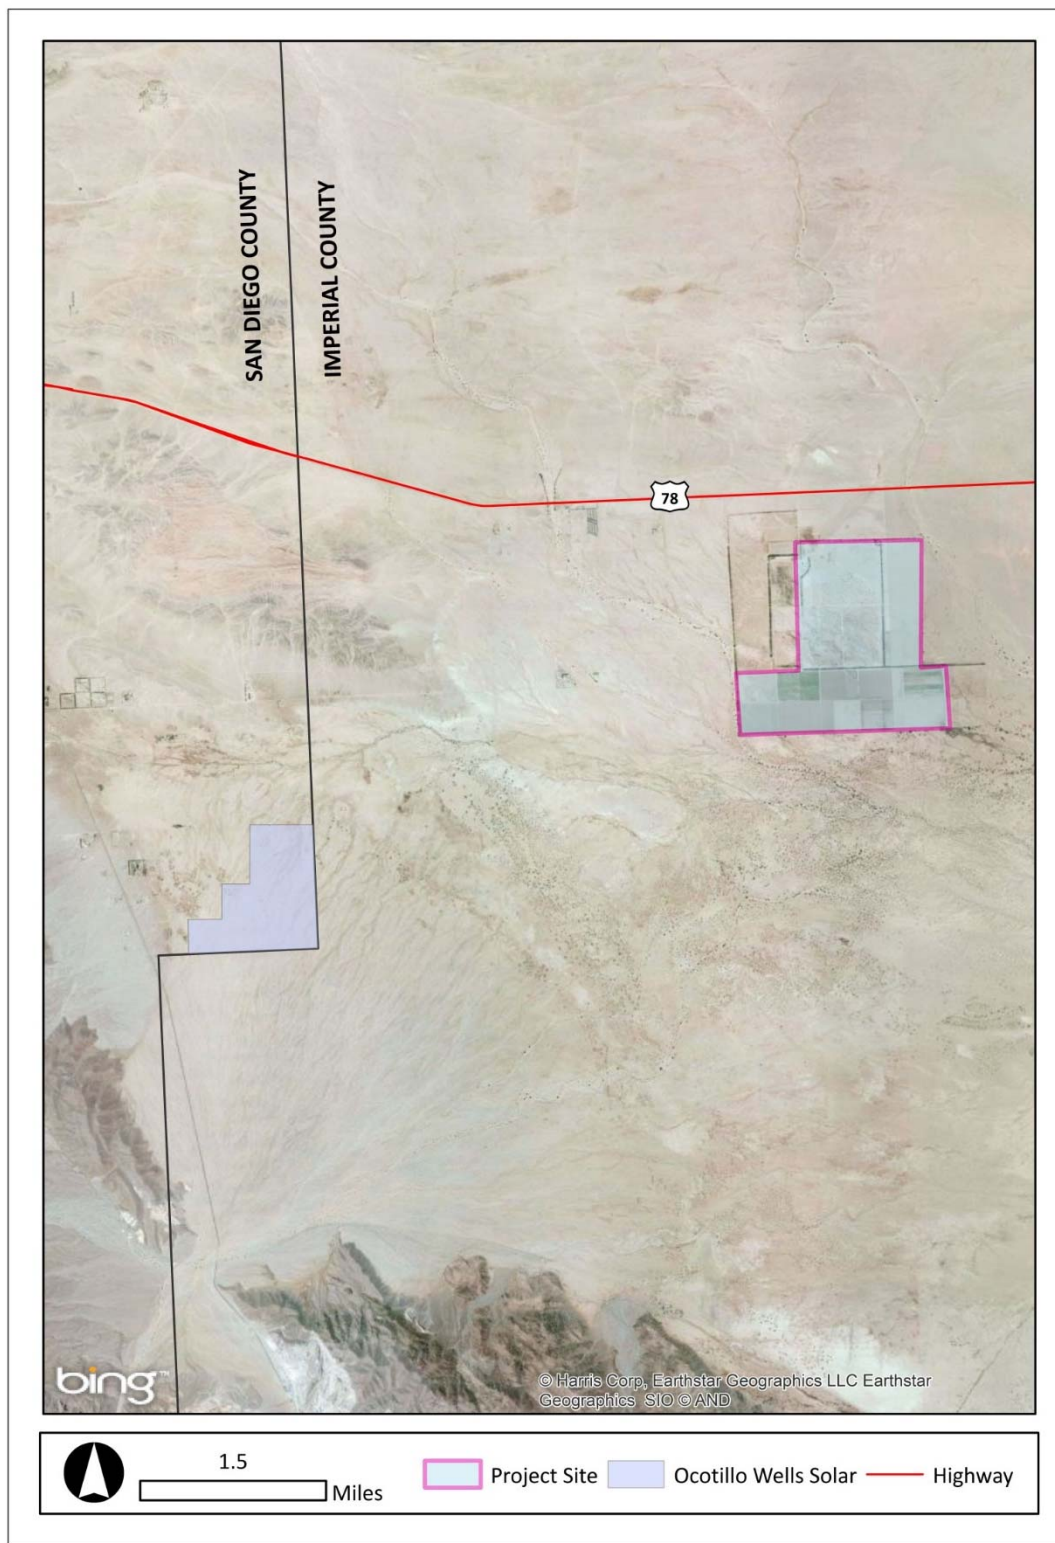 SAN DIEGO COUNTY
IMPERIAL COUNTY
78
bing™
© Harris Corp, Earthstar Geographics LLC Earthstar
Geographics SIO © AND
1.5
Miles
Project Site
Ocotillo Wells Solar
Highway